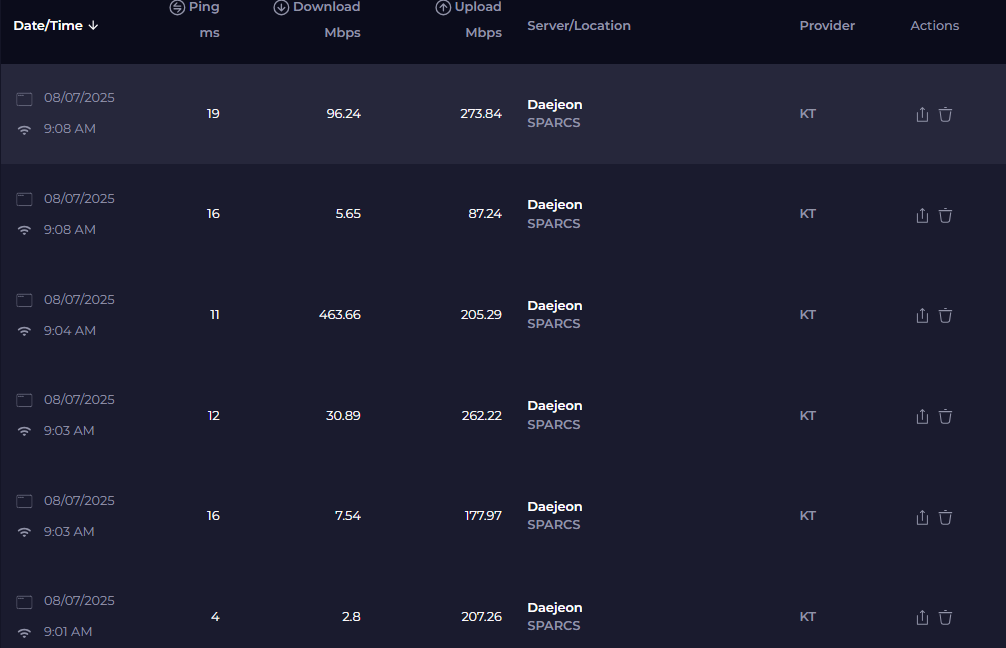 Date/Time ↓ Ping ms Download Mbps Upload Mbps Server/Location Provider Actions
08/07/2025 9:08 AM 19 96.24 273.84 Daejeon SPARCS KT
08/07/2025 9:08 AM 16 5.65 87.24 Daejeon SPARCS KT
08/07/2025 9:04 AM 11 463.66 205.29 Daejeon SPARCS KT
08/07/2025 9:03 AM 12 30.89 262.22 Daejeon SPARCS KT
08/07/2025 9:03 AM 16 7.54 177.97 Daejeon SPARCS KT
08/07/2025 9:01 AM 4 2.8 207.26 Daejeon SPARCS KT